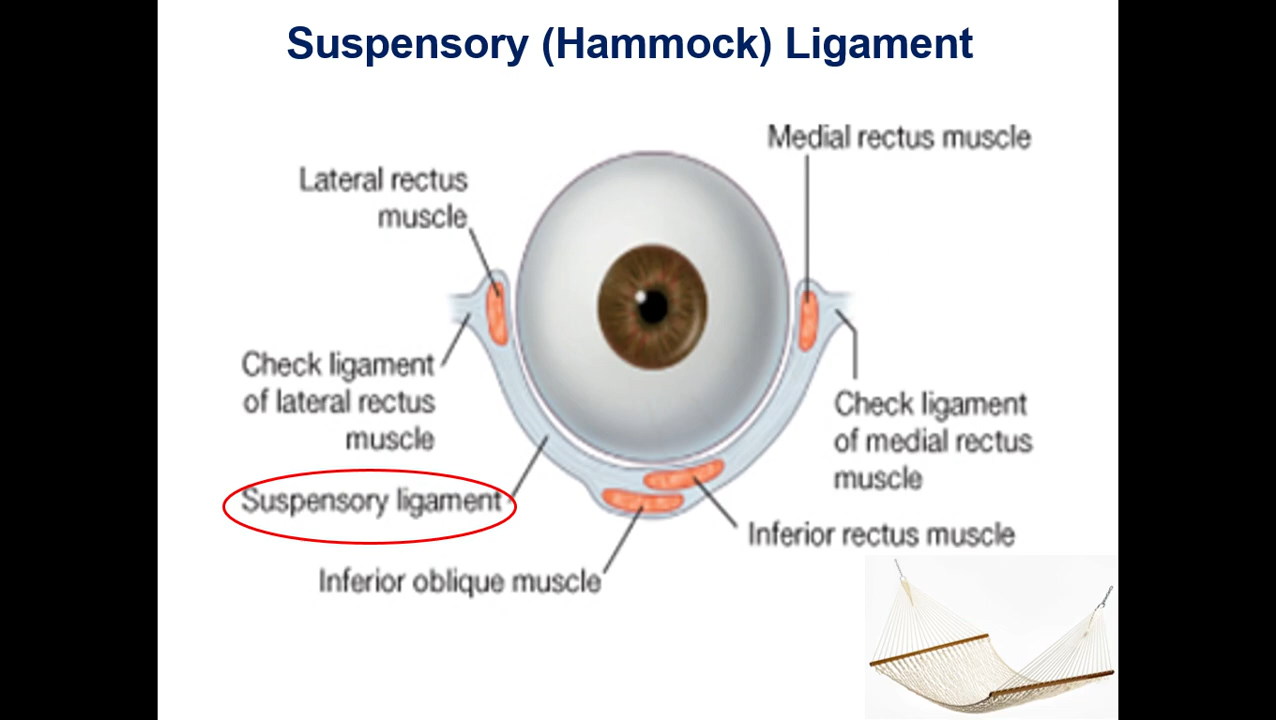 Suspensory (Hammock) Ligament
Medial rectus muscle
Lateral rectus
muscle
Check ligament
of lateral rectus
muscle
Check ligament
of medial rectus
muscle
Suspensory ligament
Inferior rectus muscle
Inferior oblique muscle